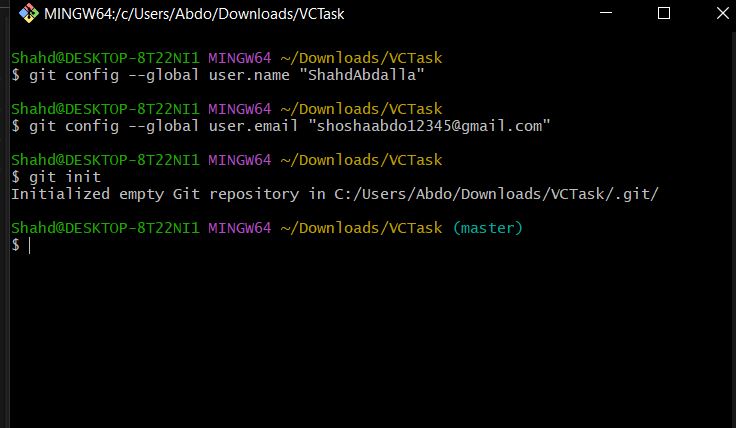 MINGW64:/c/Users/Abdo/Downloads/VCTask
Shahd@DESKTOP-8T22NI1 MINGW64 ~/Downloads/VCTask
$ git config --global user.name "ShahdAbdalla"
Shahd@DESKTOP-8T22NI1 MINGW64 ~/Downloads/VCTask
$ git config --global user.email "shoshaabdo12345@gmail.com"
Shahd@DESKTOP-8T22NI1 MINGW64 ~/Downloads/VCTask
$ git init
Initialized empty Git repository in C:/Users/Abdo/Downloads/VCTask/.git/
Shahd@DESKTOP-8T22NI1 MINGW64 ~/Downloads/VCTask (master)
$